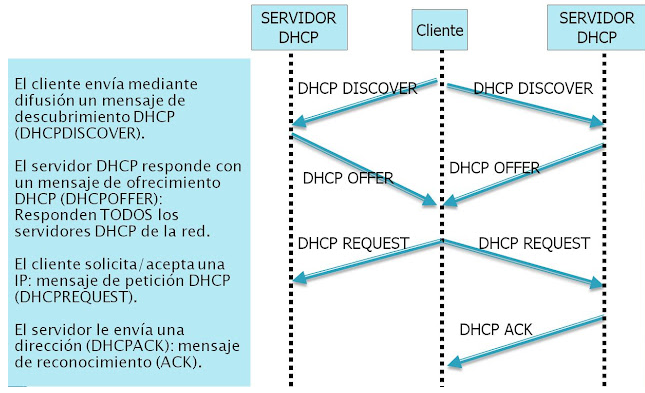 SERVIDOR
DHCP
Cliente
SERVIDOR
DHCP
El cliente envía mediante
difusión un mensaje de
descubrimiento DHCP
(DHCPDISCOVER).
El servidor DHCP responde con
un mensaje de ofrecimiento
DHCP (DHCPOFFER):
Responden TODOS los
servidores DHCP de la red.
El cliente solicita/acepta una
IP: mensaje de petición DHCP
(DHCPREQUEST).
El servidor le envía una
dirección (DHCPACK): mensaje
de reconocimiento (ACK).
DHCP DISCOVER
DHCP DISCOVER
DHCP OFFER
DHCP OFFER
DHCP REQUEST
DHCP REQUEST
DHCP ACK